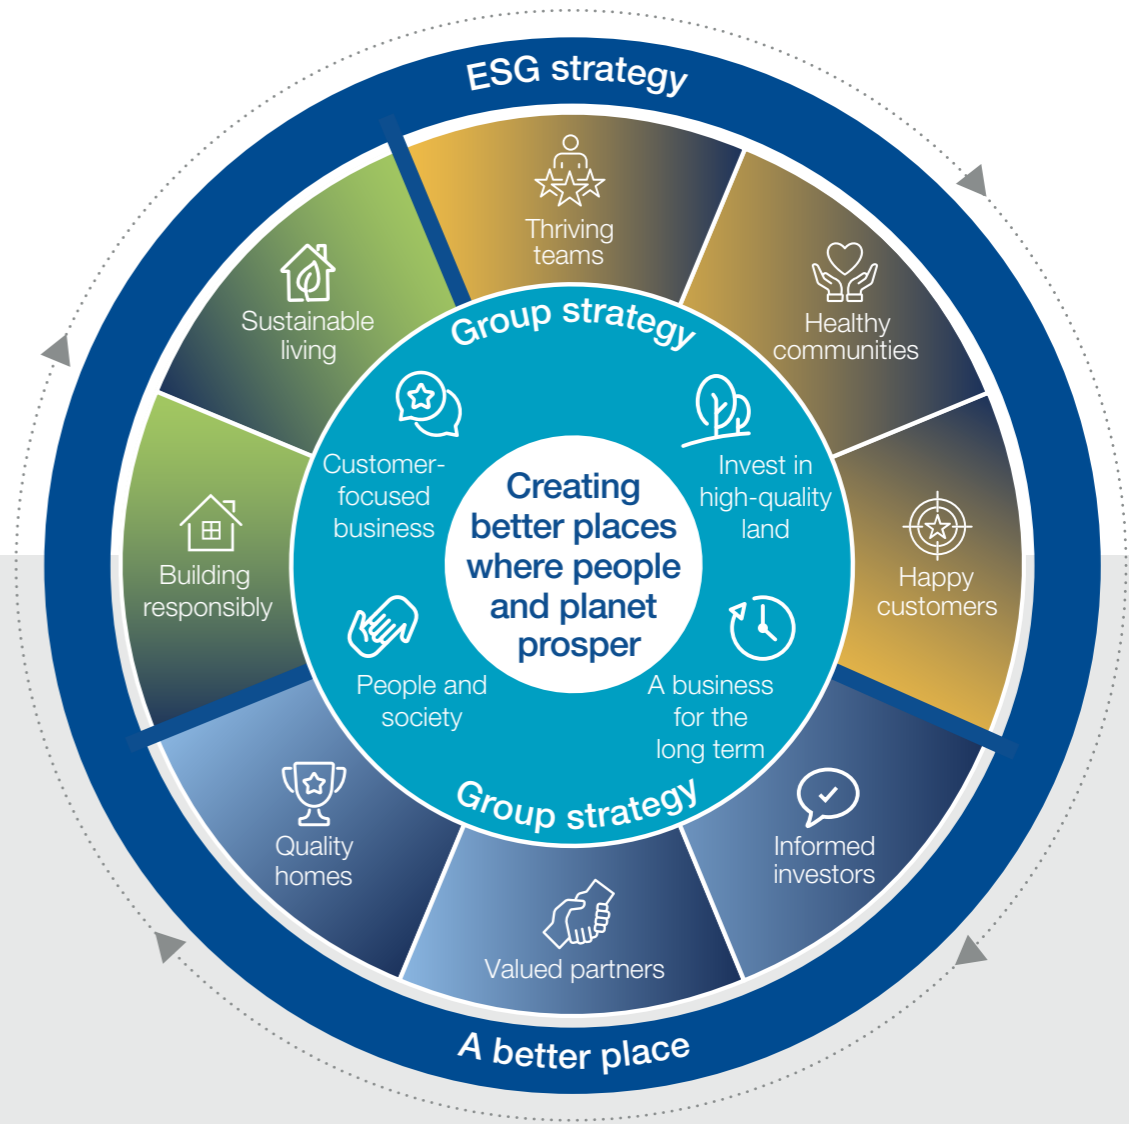 ESG strategy
Thriving
teams
Healthy
communities
Happy
customers
Informed
investors
Valued partners
Quality
homes
Building
responsibly
Sustainable
living
Group strategy
Customer-
focused
business
Invest in
high-quality
land
People and
society
A business
for the
long term
Group strategy
Creating
better places
where people
and planet
prosper
A better place